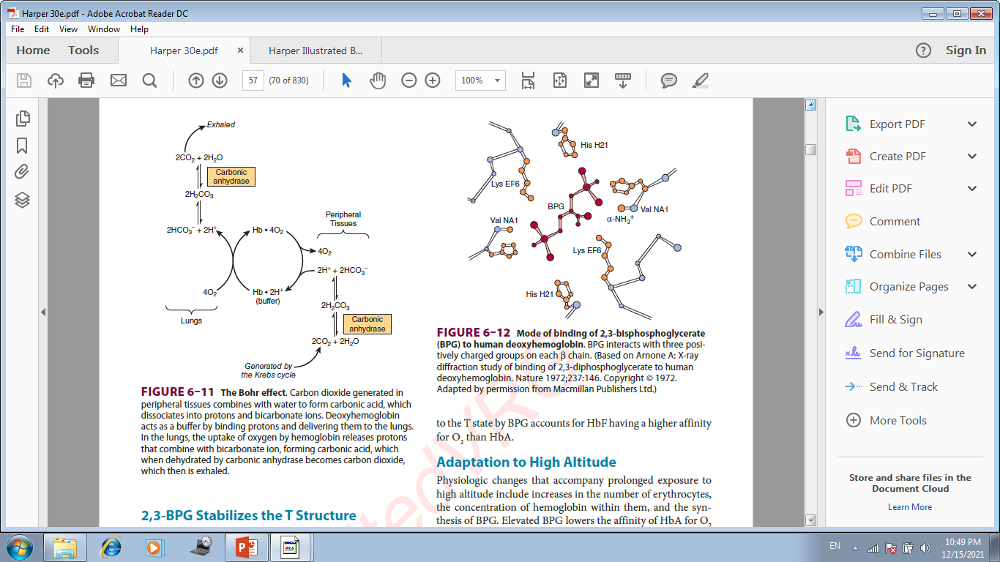 Harper 30e.pdf - Adobe Acrobat Reader DC
File Edit View Window Help
Home Tools Harper 30e.pdf × Harper Illustrated B... ? Sign In
57 (70 of 830) 100%
Exhaled
2CO₂ + 2H₂O
Carbonic
anhydrase
2H₂CO₃
2HCO₃⁻ + 2H⁺
Hb • 4O₂
Peripheral
Tissues
4O₂
2H⁺ + 2HCO₃⁻
4O₂
Hb • 2H⁺
(buffer)
Lungs
2H₂CO₃
Carbonic
anhydrase
2CO₂ + 2H₂O
Generated by
the Krebs cycle
FIGURE 6–11 The Bohr effect. Carbon dioxide generated in
peripheral tissues combines with water to form carbonic acid, which
dissociates into protons and bicarbonate ions. Deoxyhemoglobin
acts as a buffer by binding protons and delivering them to the lungs.
In the lungs, the uptake of oxygen by hemoglobin releases protons
that combine with bicarbonate ion, forming carbonic acid, which
when dehydrated by carbonic anhydrase becomes carbon dioxide,
which then is exhaled.
2,3-BPG Stabilizes the T Structure
His H21
Lys EF6
BPG
Val NA1
α-NH₃⁺
Val NA1
Lys EF6
His H21
FIGURE 6–12 Mode of binding of 2,3-bisphosphoglycerate
(BPG) to human deoxyhemoglobin. BPG interacts with three posi-
tively charged groups on each β chain. (Based on Arnone A: X-ray
diffraction study of binding of 2,3-diphosphoglycerate to human
deoxyhemoglobin. Nature 1972;237:146. Copyright © 1972.
Adapted by permission from Macmillan Publishers Ltd.)
to the T state by BPG accounts for HbF having a higher affinity
for O₂ than HbA.
Adaptation to High Altitude
Physiologic changes that accompany prolonged exposure to
high altitude include increases in the number of erythrocytes,
the concentration of hemoglobin within them, and the syn-
thesis of BPG. Elevated BPG lowers the affinity of HbA for O₂
Export PDF
Create PDF
Edit PDF
Comment
Combine Files
Organize Pages
Fill & Sign
Send for Signature
Send & Track
More Tools
Store and share files in the
Document Cloud
Learn More
EN
10:49 PM
12/15/2021